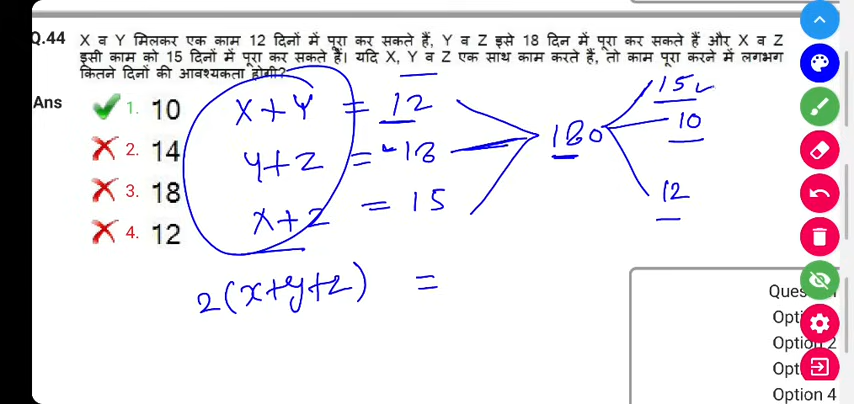 Q.44 X व Y मिलकर एक काम 12 दिनों में पूरा कर सकते हैं, Y व Z इसे 18 दिन में पूरा कर सकते हैं और X व Z
इसी काम को 15 दिनों में पूरा कर सकते हैं। यदि X, Y व Z एक साथ काम करते हैं, तो काम पूरा करने में लगभग
कितने दिनों की आवश्यकता होगी?
Ans 1. 10
2. 14
3. 18
4. 12
X+Y = 12
Y+Z = 18
X+Z = 15
180
15
10
12
2(x+y+z) =
Option 2
Option 4